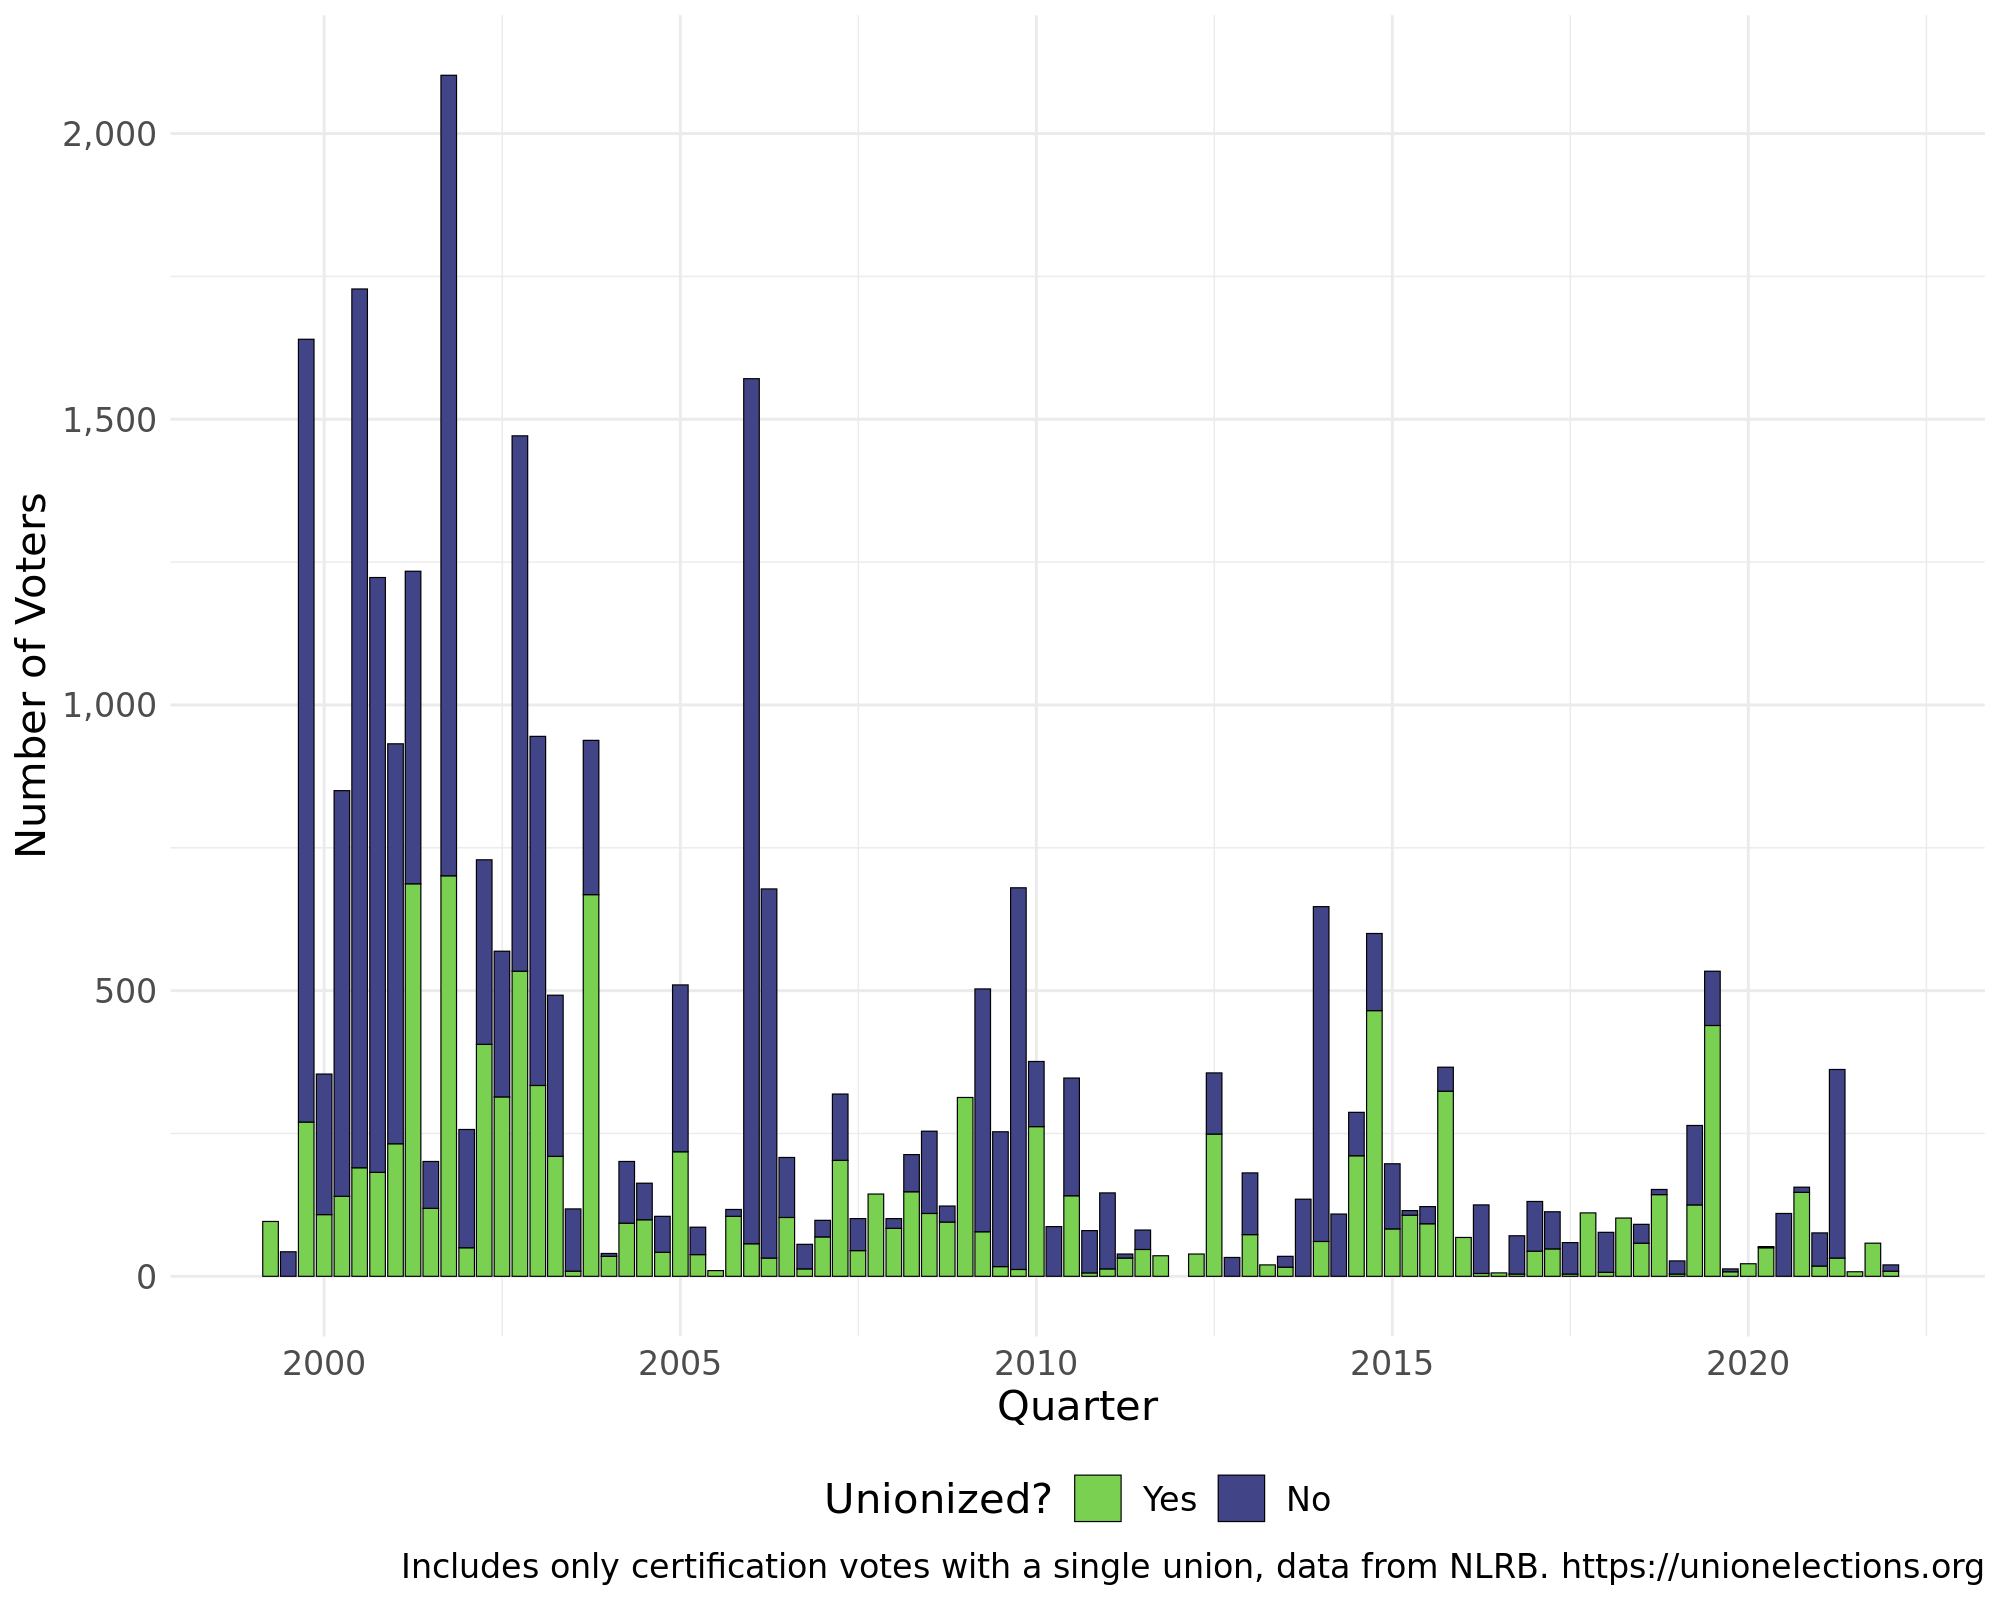 Number of Voters
2,000
1,500
1,000
500
0
2000 2005 2010 2015 2020
Quarter
Unionized? Yes No
Includes only certification votes with a single union, data from NLRB. https://unionelections.org